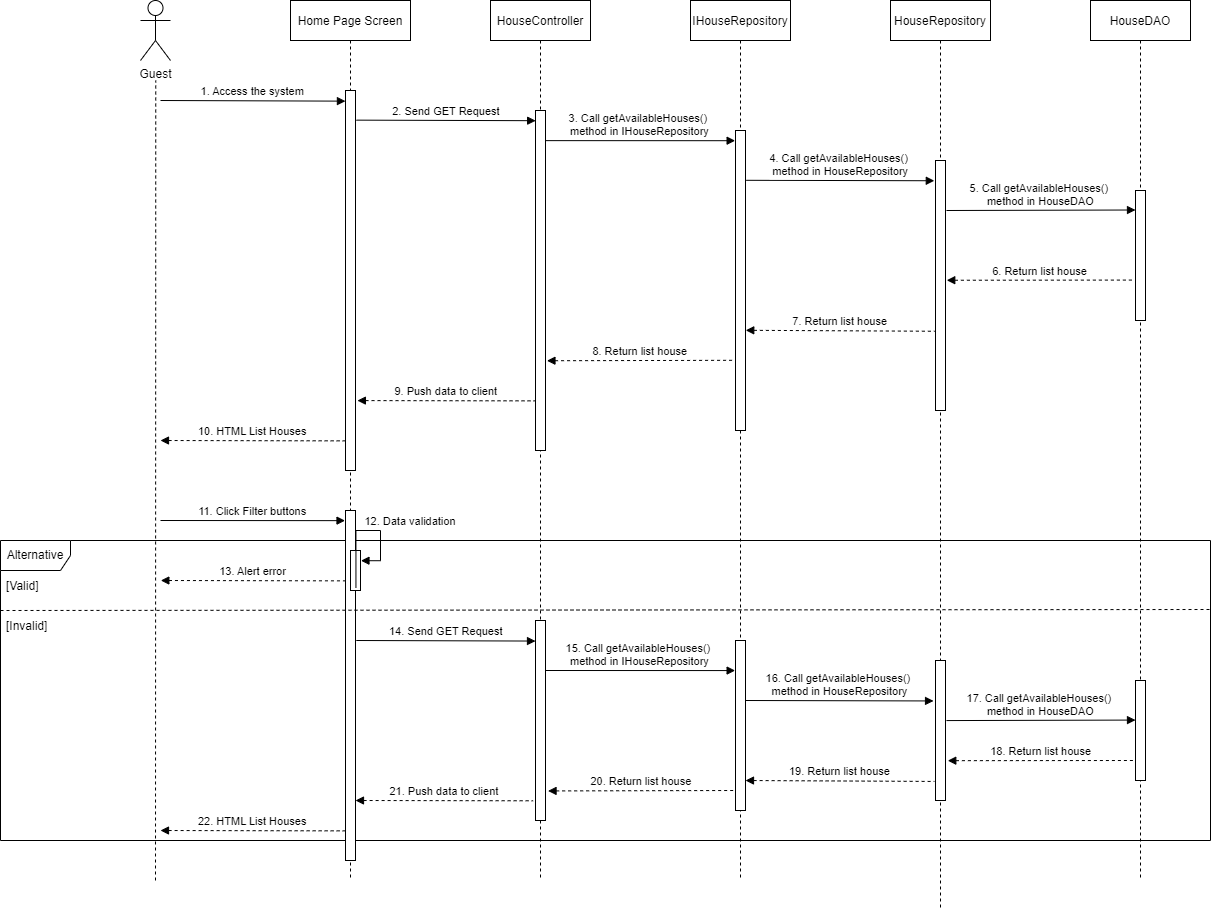 Home Page Screen
HouseController
IHouseRepository
HouseRepository
HouseDAO
Guest
1. Access the system
2. Send GET Request
3. Call getAvailableHouses()
method in IHouseRepository
4. Call getAvailableHouses()
method in HouseRepository
5. Call getAvailableHouses()
method in HouseDAO
6. Return list house
7. Return list house
8. Return list house
9. Push data to client
10. HTML List Houses
11. Click Filter buttons
12. Data validation
Alternative
13. Alert error
[Valid]
[Invalid]
14. Send GET Request
15. Call getAvailableHouses()
method in IHouseRepository
16. Call getAvailableHouses()
method in HouseRepository
17. Call getAvailableHouses()
method in HouseDAO
18. Return list house
19. Return list house
20. Return list house
21. Push data to client
22. HTML List Houses